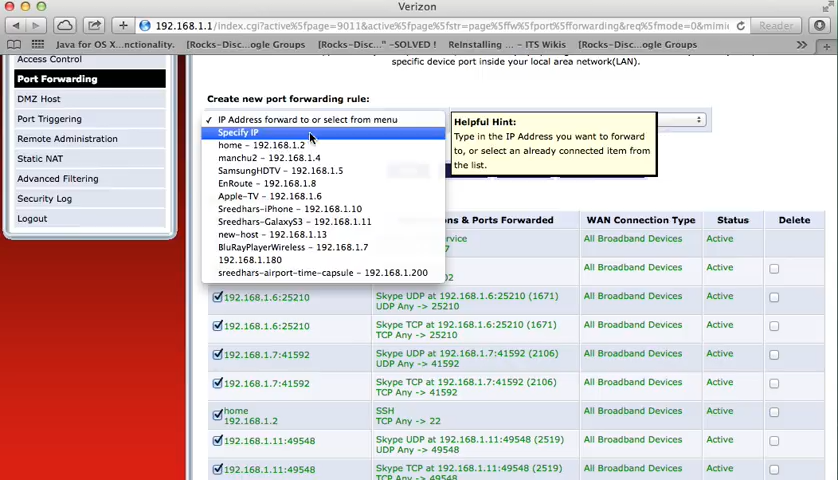 Verizon
192.168.1.1/index.cgi?active%5fpage=9011&active%5fpage%5fstr=page%5ffw%5fport%5fforwarding&req%5fmode=0&mimi
Reader
Java for OS X...nctionality.
[Rocks-Disc...ogle Groups
[Rocks-Disc..." -SOLVED !
Reinstalling .. - ITS Wikis
[Rocks-Disc...ogle Groups
Access Control
specific device port inside your local area network(LAN).
Port Forwarding
DMZ Host
Port Triggering
Remote Administration
Static NAT
Advanced Filtering
Security Log
Logout
Create new port forwarding rule:
✓ IP Address forward to or select from menu
Specify IP
home - 192.168.1.2
manchu2 - 192.168.1.4
SamsungHDTV - 192.168.1.5
EnRoute - 192.168.1.8
Apple-TV - 192.168.1.6
Sreedhars-iPhone - 192.168.1.10
Sreedhars-GalaxyS3 - 192.168.1.11
new-host - 192.168.1.13
BluRayPlayerWireless - 192.168.1.7
192.168.1.180
sreedhars-airport-time-capsule - 192.168.1.200
Helpful Hint:
Type in the IP Address you want to forward
to, or select an already connected item from
the list.
ons & Ports Forwarded
WAN Connection Type
Status
Delete
ervice
7
All Broadband Devices
Active
02
All Broadband Devices
Active
192.168.1.6:25210
Skype UDP at 192.168.1.6:25210 (1671)
UDP Any -> 25210
All Broadband Devices
Active
192.168.1.6:25210
Skype TCP at 192.168.1.6:25210 (1671)
TCP Any -> 25210
All Broadband Devices
Active
192.168.1.7:41592
Skype UDP at 192.168.1.7:41592 (2106)
UDP Any -> 41592
All Broadband Devices
Active
192.168.1.7:41592
Skype TCP at 192.168.1.7:41592 (2106)
TCP Any -> 41592
All Broadband Devices
Active
home
192.168.1.2
SSH
TCP Any -> 22
All Broadband Devices
Active
192.168.1.11:49548
Skype UDP at 192.168.1.11:49548 (2519)
UDP Any -> 49548
All Broadband Devices
Active
192.168.1.11:49548
Skype TCP at 192.168.1.11:49548 (2519)
TCP Any -> 49548
All Broadband Devices
Active